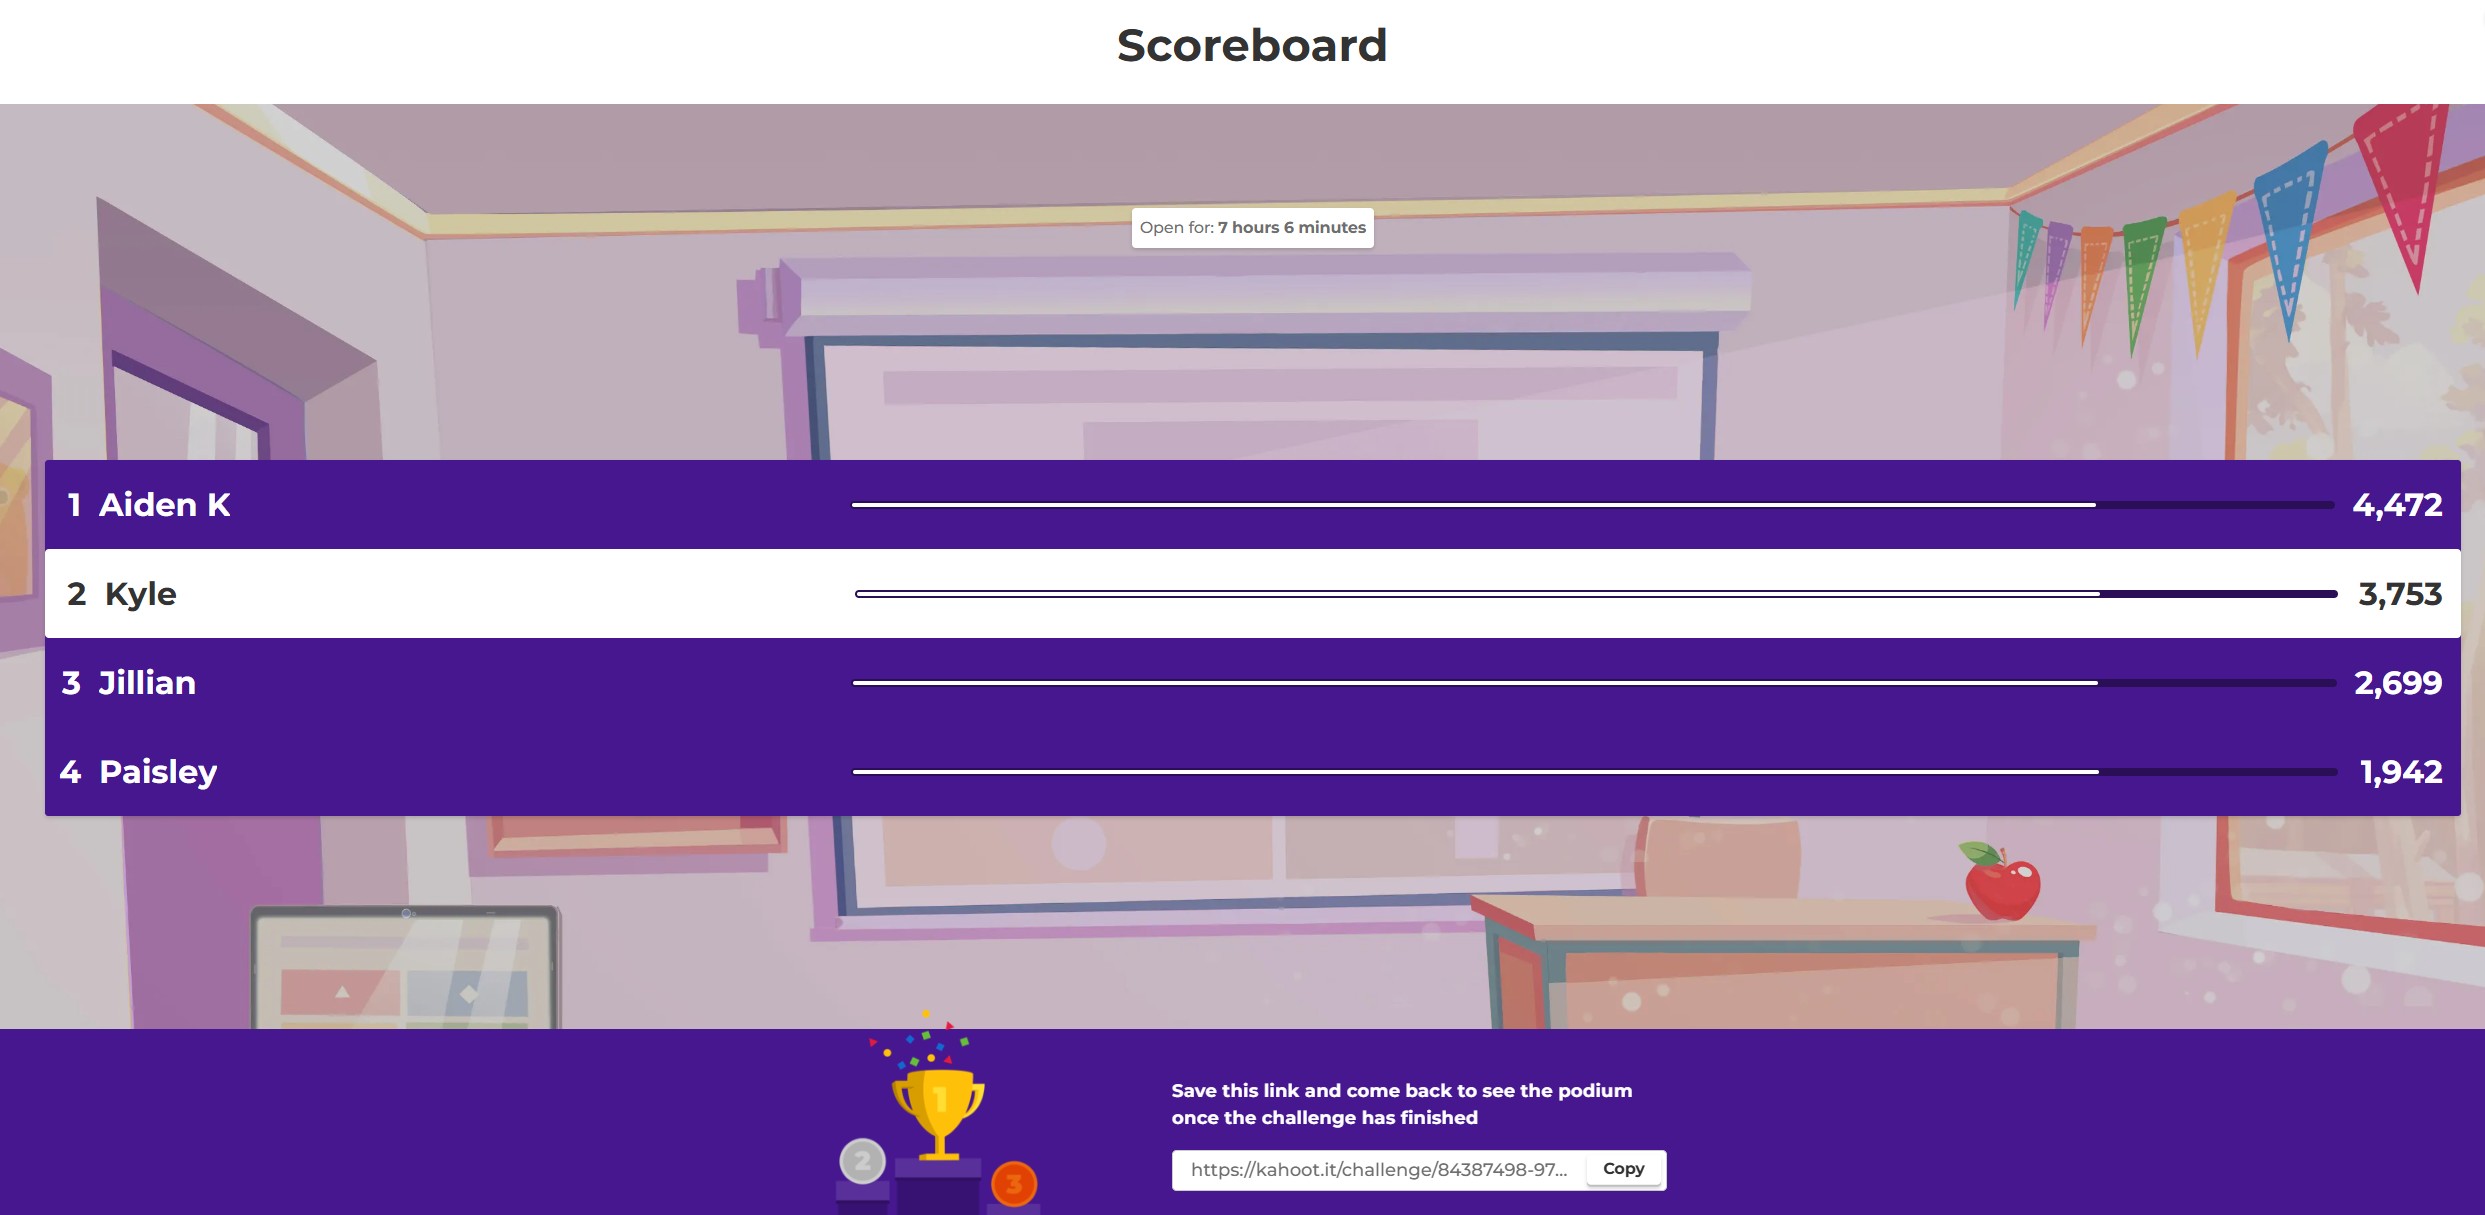 Scoreboard
Open for: 7 hours 6 minutes
1 Aiden K 4,472
2 Kyle 3,753
3 Jillian 2,699
4 Paisley 1,942
1
2
3
Save this link and come back to see the podium
once the challenge has finished
https://kahoot.it/challenge/84387498-97... Copy